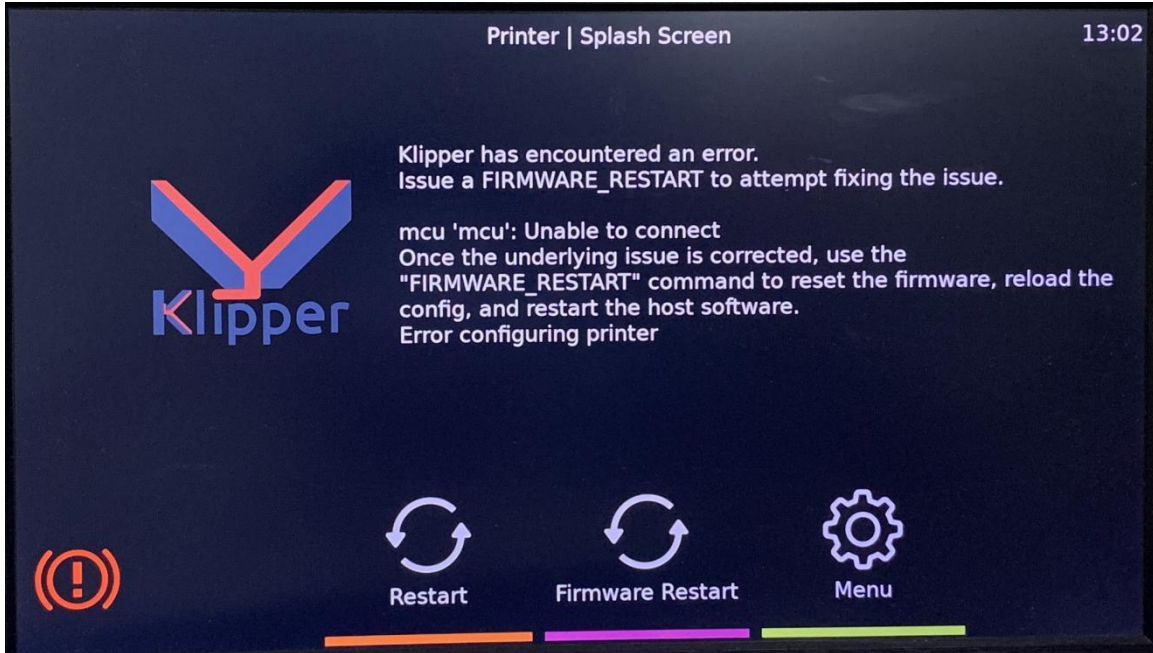 Printer | Splash Screen
13:02
Klipper has encountered an error.
Issue a FIRMWARE_RESTART to attempt fixing the issue.
mcu 'mcu': Unable to connect
Once the underlying issue is corrected, use the
"FIRMWARE_RESTART" command to reset the firmware, reload the
config, and restart the host software.
Error configuring printer
Klipper
Restart
Firmware Restart
Menu